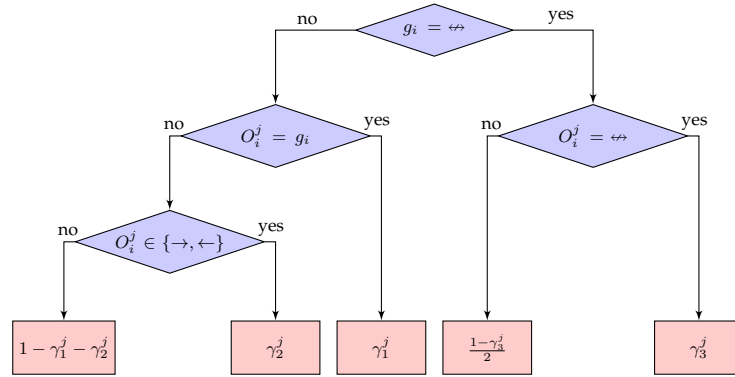 no
g_i = ↮
yes
no
O_i^j = g_i
yes
no
O_i^j = ↮
yes
no
O_i^j ∈ {→, ←}
yes
1 − γ_1^j − γ_2^j
γ_2^j
γ_1^j
(1−γ_3^j)/2
γ_3^j